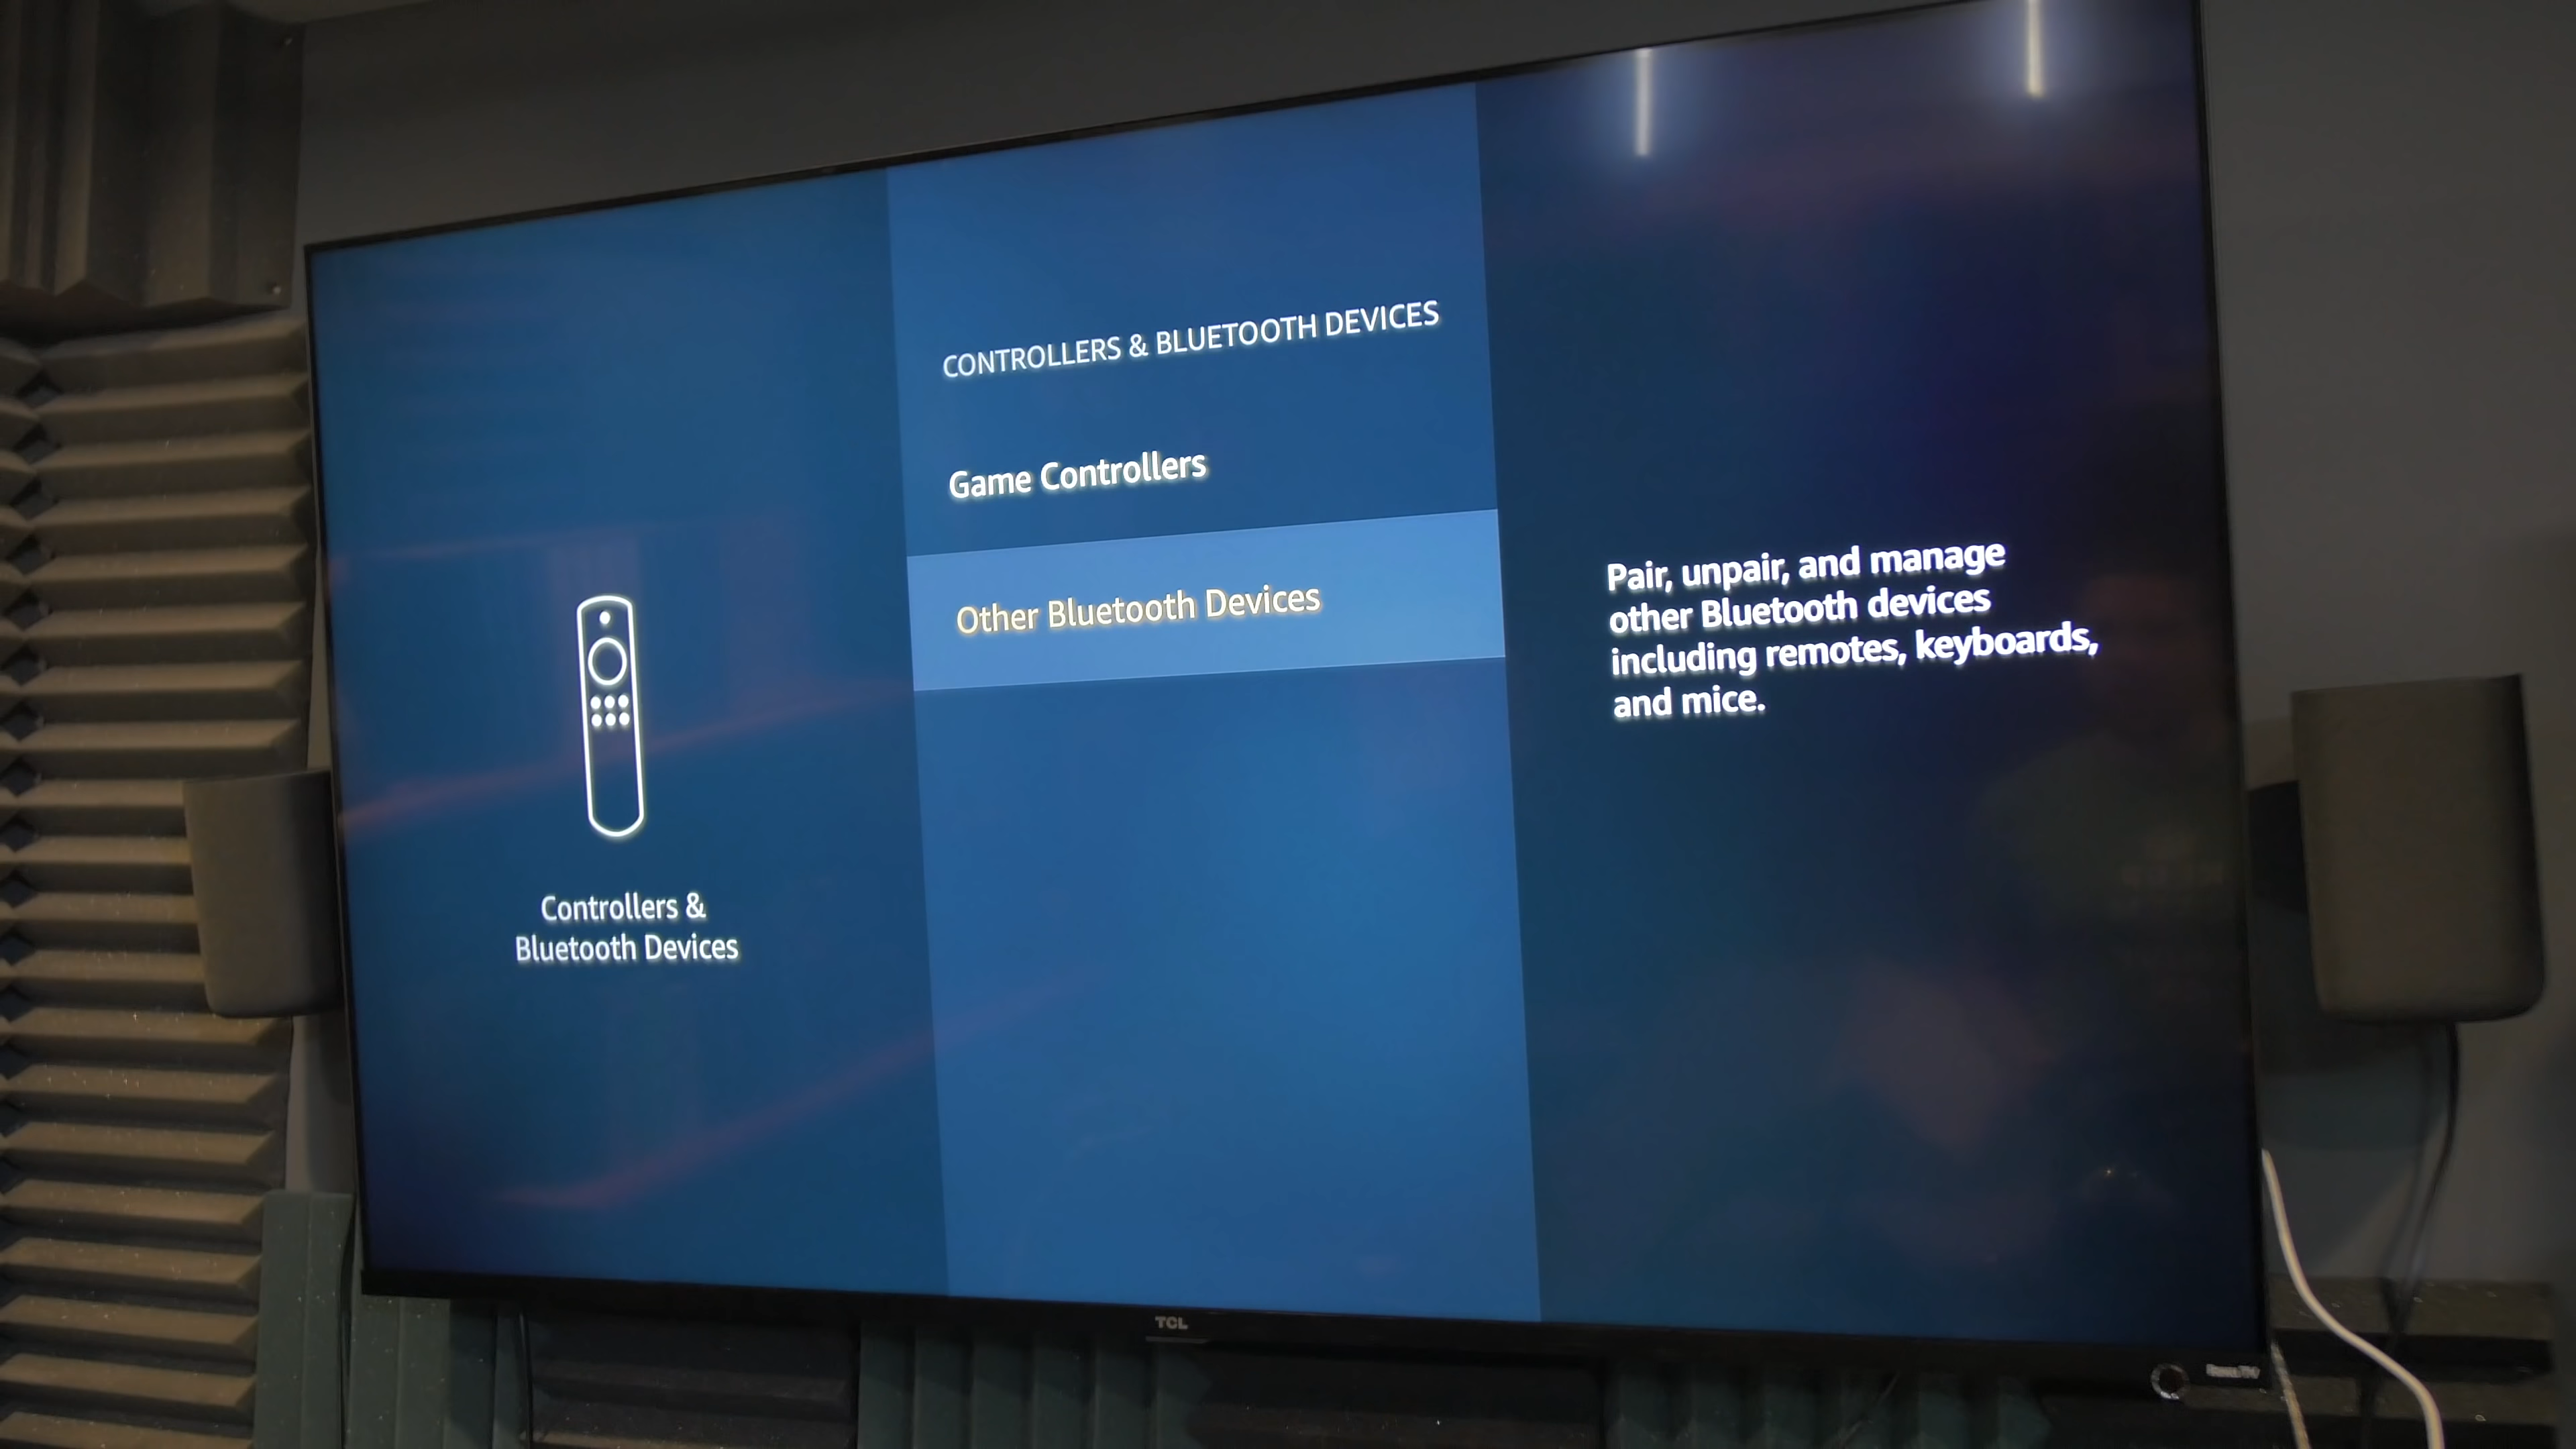 CONTROLLERS & BLUETOOTH DEVICES
Game Controllers
Other Bluetooth Devices
Controllers &
Bluetooth Devices
Pair, unpair, and manage
other Bluetooth devices
including remotes, keyboards,
and mice.
TCL